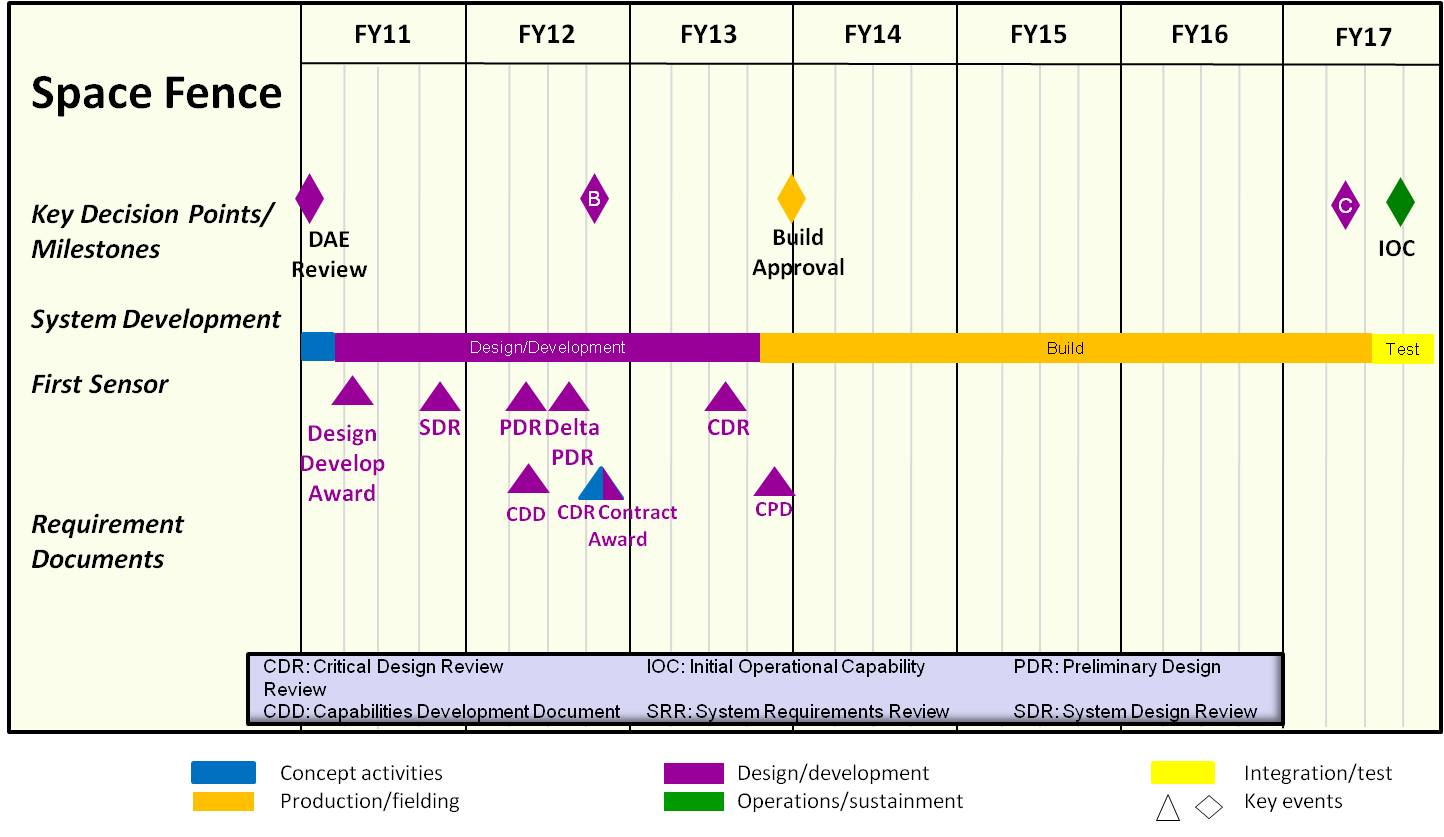 FY11 FY12 FY13 FY14 FY15 FY16 FY17
Space Fence
Key Decision Points/
Milestones
B
C
DAE
Review
Build
Approval
IOC
System Development
Design/Development
Build
Test
First Sensor
Design
Develop
Award
SDR
PDR
Delta
PDR
CDR
CDD
CDR Contract
Award
CPD
Requirement
Documents
CDR: Critical Design Review IOC: Initial Operational Capability PDR: Preliminary Design
Review
CDD: Capabilities Development Document SRR: System Requirements Review SDR: System Design Review
Concept activities Design/development Integration/test
Production/fielding Operations/sustainment Key events